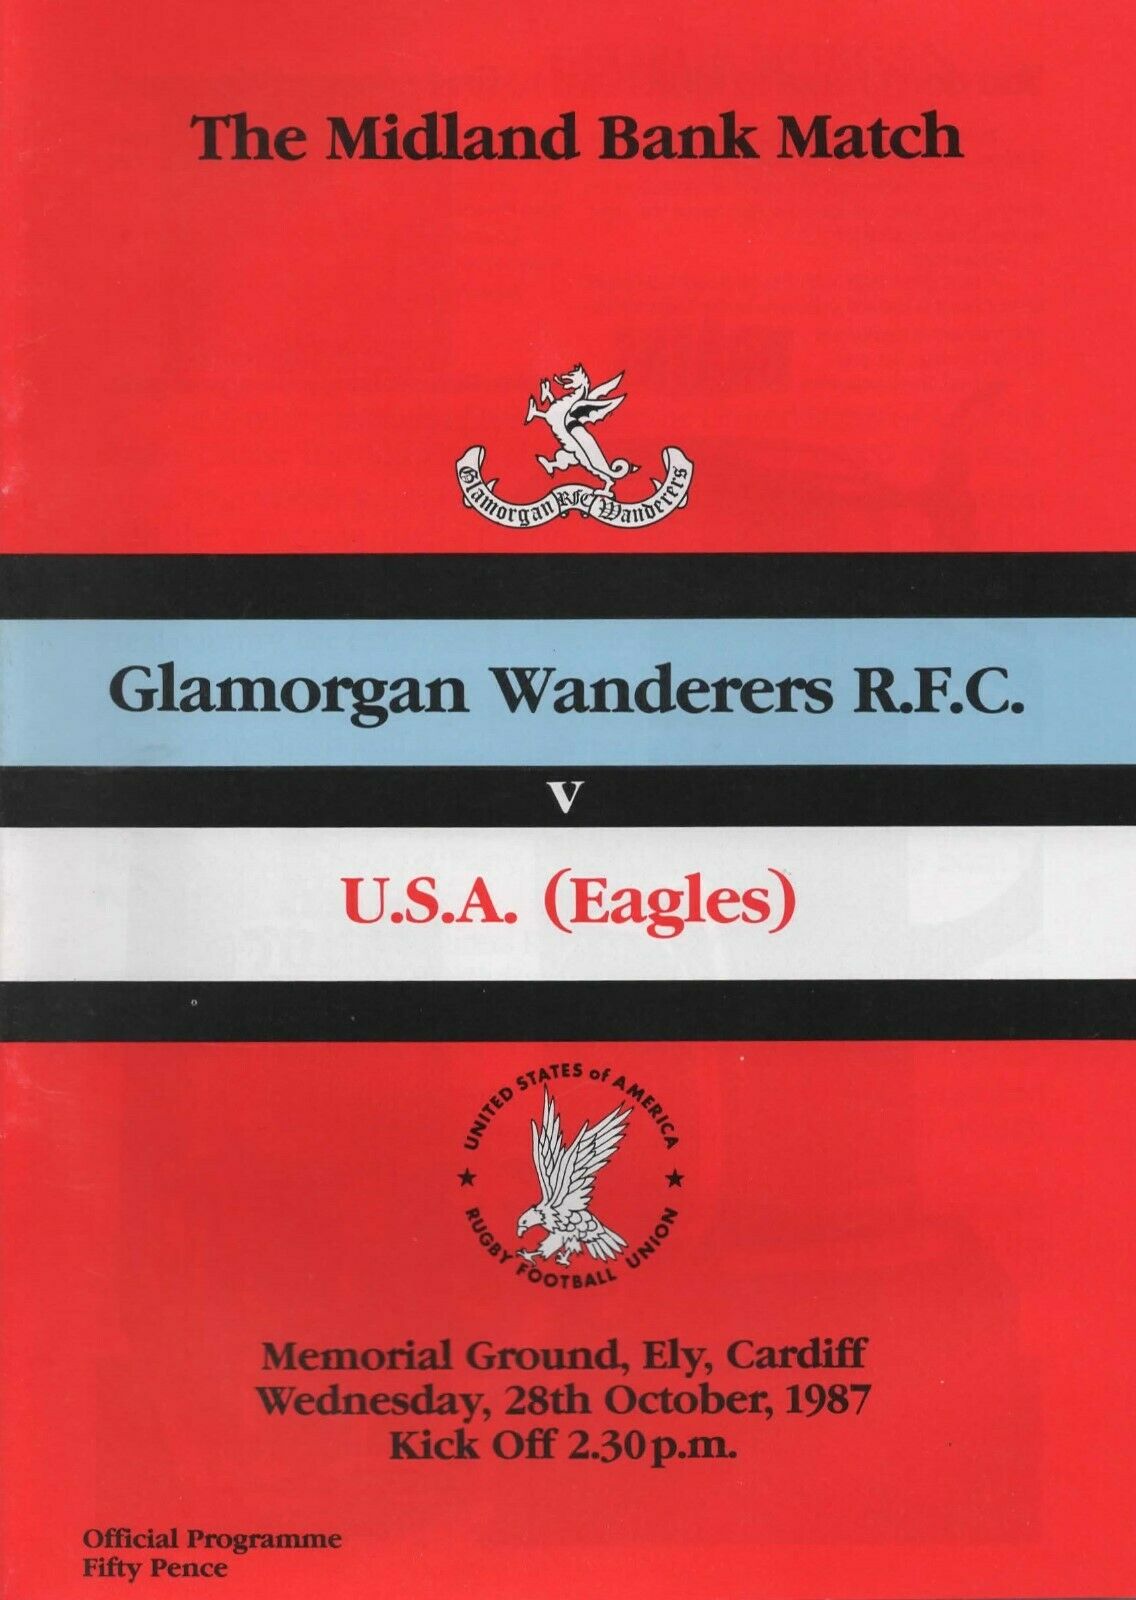 The Midland Bank Match
Glamorgan RFC Wanderers
Glamorgan Wanderers R.F.C.
v
U.S.A. (Eagles)
UNITED STATES of AMERICA
RUGBY FOOTBALL UNION
Memorial Ground, Ely, Cardiff
Wednesday, 28th October, 1987
Kick Off 2.30 p.m.
Official Programme
Fifty Pence